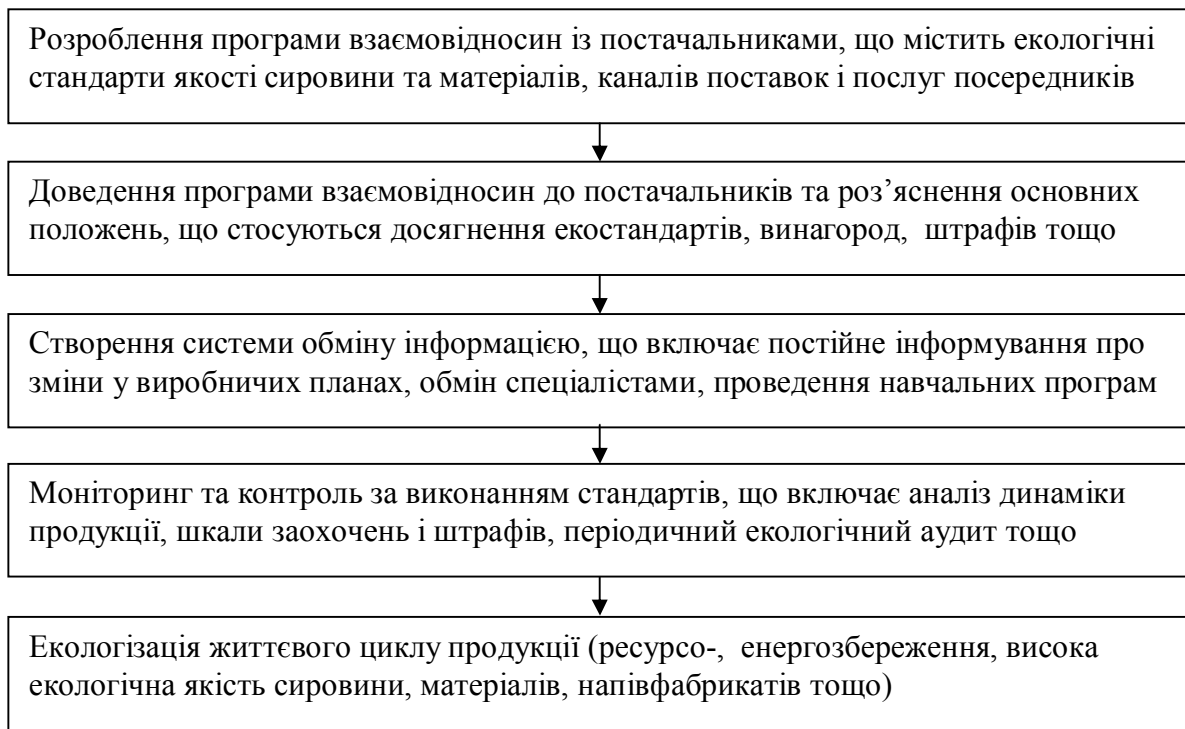 Розроблення програми взаємовідносин із постачальниками, що містить екологічні
стандарти якості сировини та матеріалів, каналів поставок і послуг посередників
Доведення програми взаємовідносин до постачальників та роз’яснення основних
положень, що стосуються досягнення екостандартів, винагород, штрафів тощо
Створення системи обміну інформацією, що включає постійне інформування про
зміни у виробничих планах, обмін спеціалістами, проведення навчальних програм
Моніторинг та контроль за виконанням стандартів, що включає аналіз динаміки
продукції, шкали заохочень і штрафів, періодичний екологічний аудит тощо
Екологізація життєвого циклу продукції (ресурсо-, енергозбереження, висока
екологічна якість сировини, матеріалів, напівфабрикатів тощо)